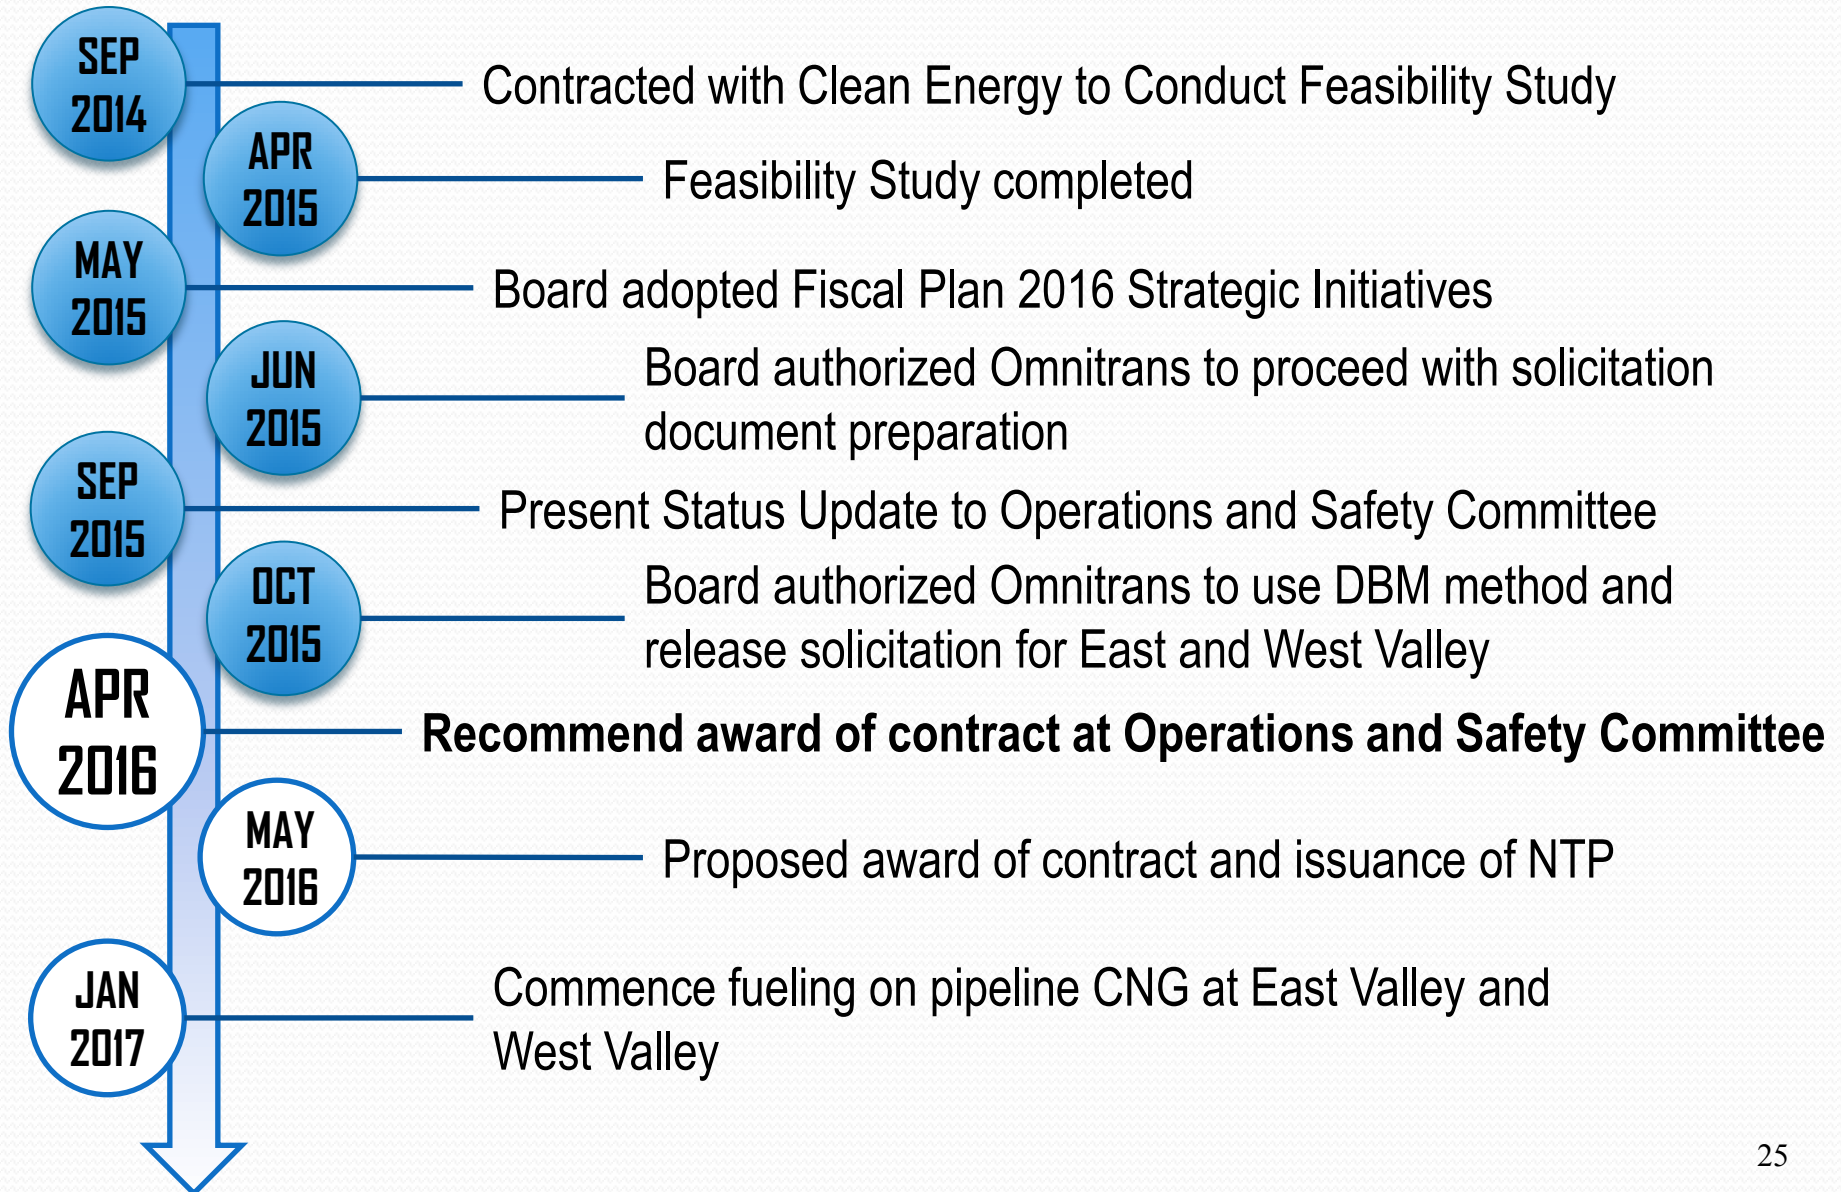 SEP
2014
Contracted with Clean Energy to Conduct Feasibility Study
APR
2015
Feasibility Study completed
MAY
2015
Board adopted Fiscal Plan 2016 Strategic Initiatives
JUN
2015
Board authorized Omnitrans to proceed with solicitation
document preparation
SEP
2015
Present Status Update to Operations and Safety Committee
OCT
2015
Board authorized Omnitrans to use DBM method and
release solicitation for East and West Valley
APR
2016
Recommend award of contract at Operations and Safety Committee
MAY
2016
Proposed award of contract and issuance of NTP
JAN
2017
Commence fueling on pipeline CNG at East Valley and
West Valley
25